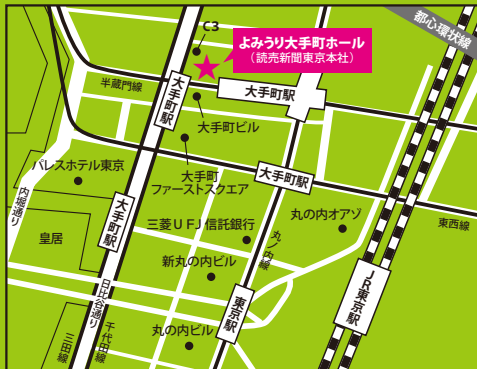 都心環状線
C3
よみうり大手町ホール
（読売新聞東京本社）
半蔵門線
大手町駅
大手町駅
大手町ビル
パレスホテル東京
大手町
ファーストスクエア
大手町駅
内堀通り
大手町駅
三菱UFJ信託銀行
丸の内オアゾ
東西線
皇居
丸ノ内線
新丸の内ビル
日比谷通り
東京駅
JR東京駅
丸の内ビル
三田線
千代田線